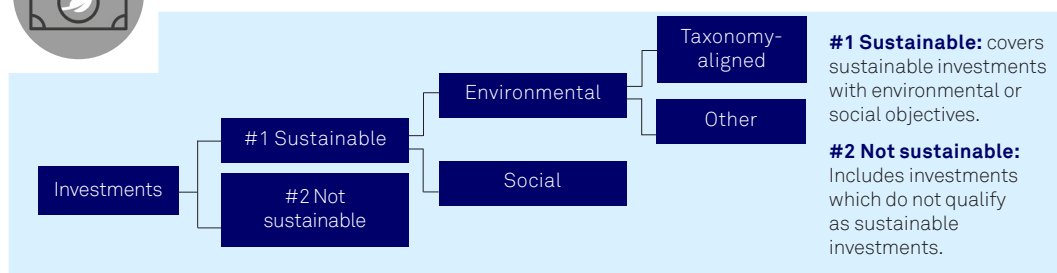 Investments
#1 Sustainable
#2 Not
sustainable
Environmental
Social
Taxonomy-
aligned
Other
#1 Sustainable: covers
sustainable investments
with environmental or
social objectives.
#2 Not sustainable:
Includes investments
which do not qualify
as sustainable
investments.